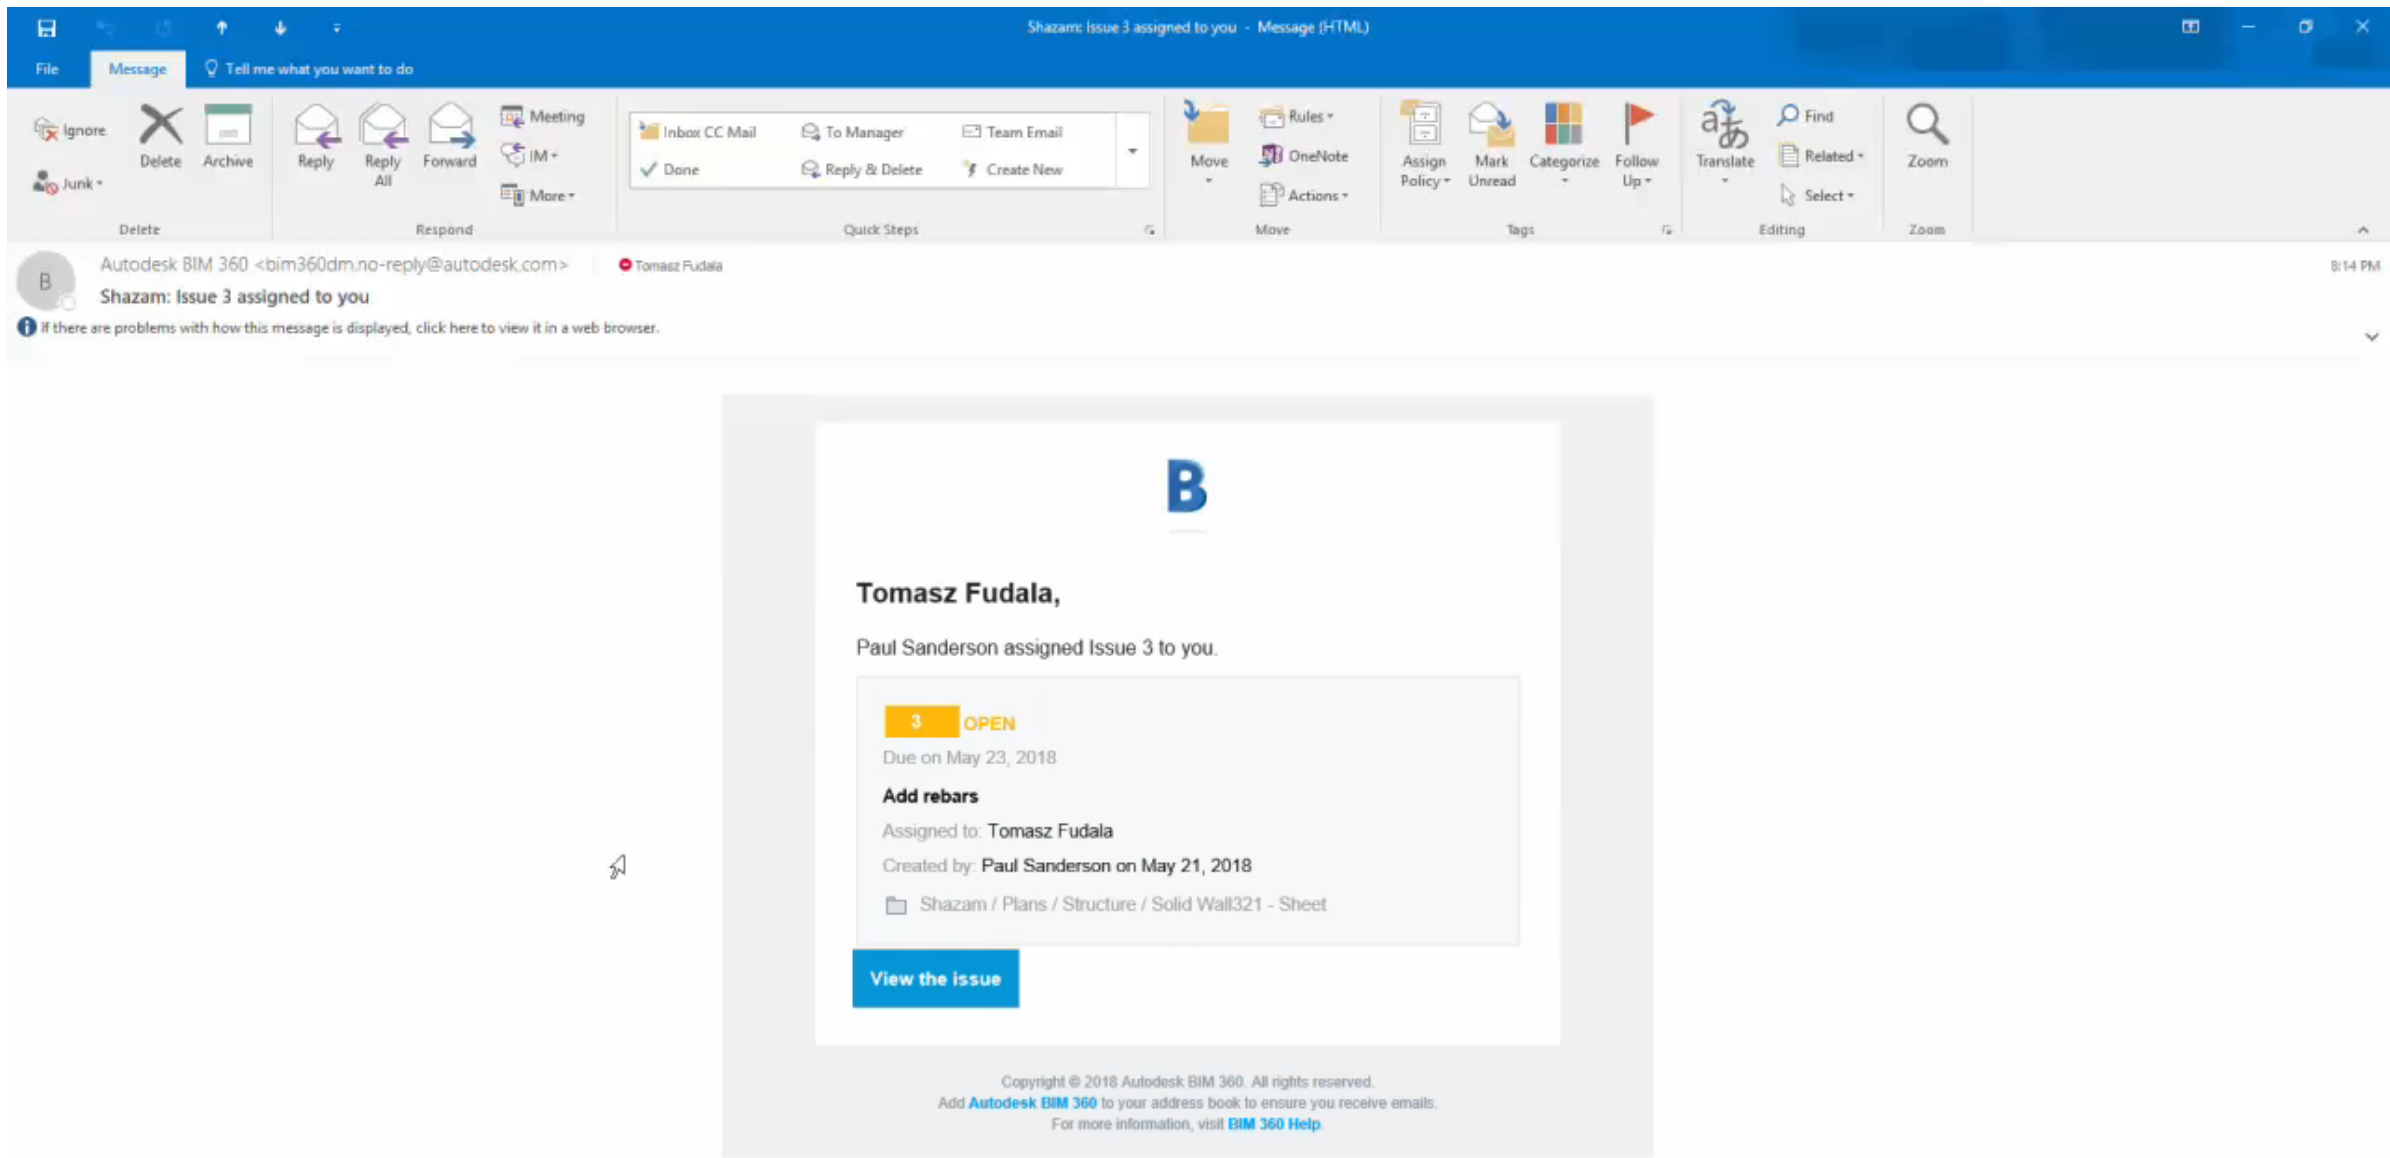 Shazam: Issue 3 assigned to you - Message (HTML)
File Message Tell me what you want to do
Ignore
Junk
Delete
Archive
Delete
Reply
Reply All
Forward
Meeting
IM
More
Respond
Inbox CC Mail To Manager Team Email
Done Reply & Delete Create New
Quick Steps
Move
Rules
OneNote
Actions
Move
Assign Policy
Mark Unread
Categorize
Follow Up
Tags
Translate
Find
Related
Select
Editing
Zoom
Zoom
B
Autodesk BIM 360 <bim360dm.no-reply@autodesk.com> Tomasz Fudala 8:14 PM
Shazam: Issue 3 assigned to you
If there are problems with how this message is displayed, click here to view it in a web browser.
B
Tomasz Fudala,
Paul Sanderson assigned Issue 3 to you.
3 OPEN
Due on May 23, 2018
Add rebars
Assigned to: Tomasz Fudala
Created by: Paul Sanderson on May 21, 2018
Shazam / Plans / Structure / Solid Wall321 - Sheet
View the issue
Copyright © 2018 Autodesk BIM 360. All rights reserved.
Add Autodesk BIM 360 to your address book to ensure you receive emails.
For more information, visit BIM 360 Help.